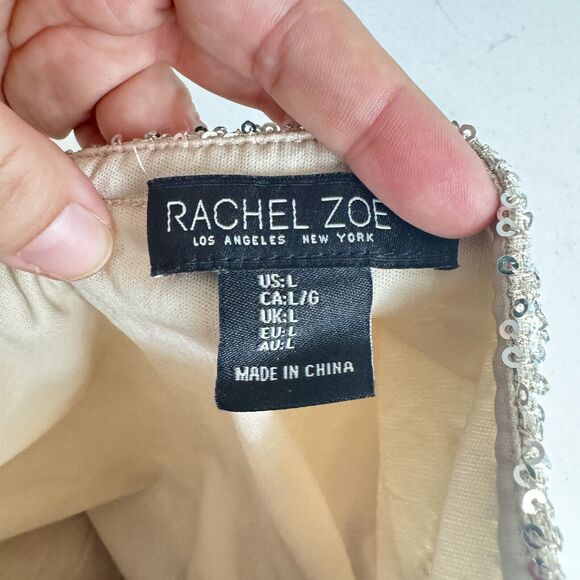 RACHEL ZOE
LOS ANGELES NEW YORK
US:L
CA:L/G
UK:L
EU:L
AU:L
MADE IN CHINA